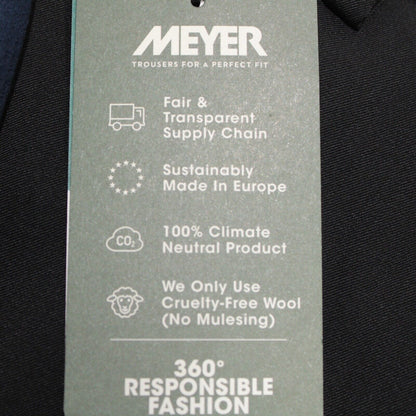 MEYER
TROUSERS FOR A PERFECT FIT
Fair &
Transparent
Supply Chain
Sustainably
Made In Europe
CO2
100% Climate
Neutral Product
We Only Use
Cruelty-Free Wool
(No Mulesing)
360°
RESPONSIBLE
FASHION